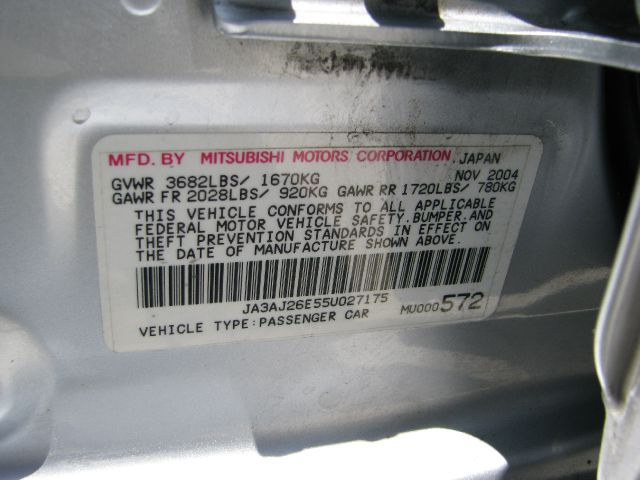 MFD. BY MITSUBISHI MOTORS CORPORATION, JAPAN
GVWR 3682LBS/ 1670KG NOV 2004
GAWR FR 2028LBS/ 920KG GAWR RR 1720LBS/ 780KG
THIS VEHICLE CONFORMS TO ALL APPLICABLE
FEDERAL MOTOR VEHICLE SAFETY,BUMPER,AND
THEFT PREVENTION STANDARDS IN EFFECT ON
THE DATE OF MANUFACTURE SHOWN ABOVE.
JA3AJ26E55U027175
VEHICLE TYPE:PASSENGER CAR MU000572